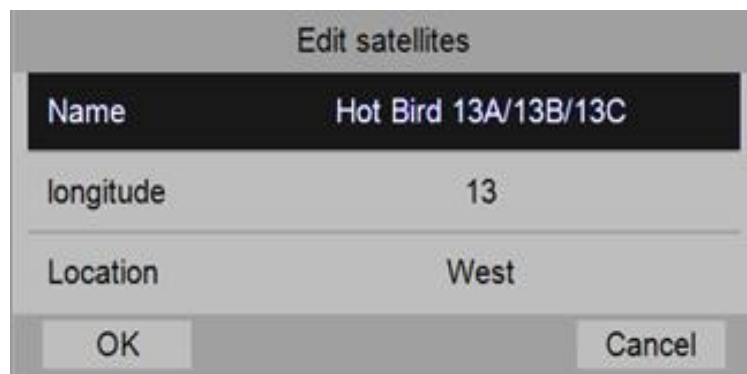 Edit satellites
Name Hot Bird 13A/13B/13C
longitude 13
Location West
OK Cancel